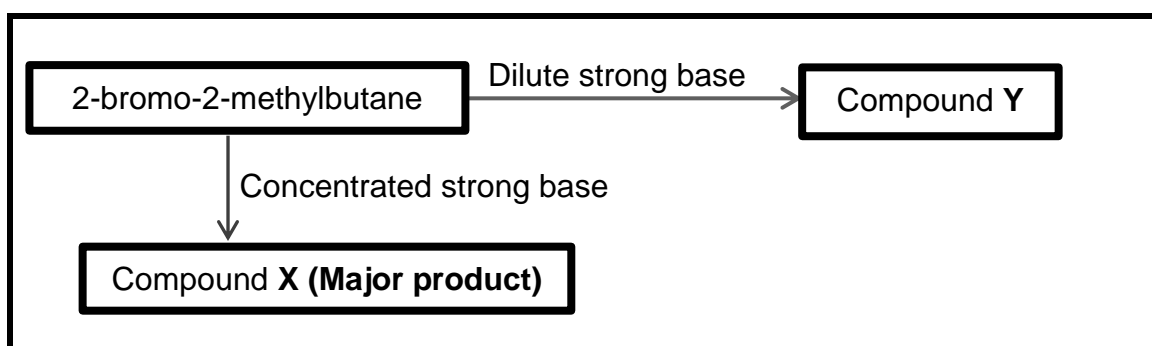 Dilute strong base
2-bromo-2-methylbutane
Compound Y
Concentrated strong base
Compound X (Major product)